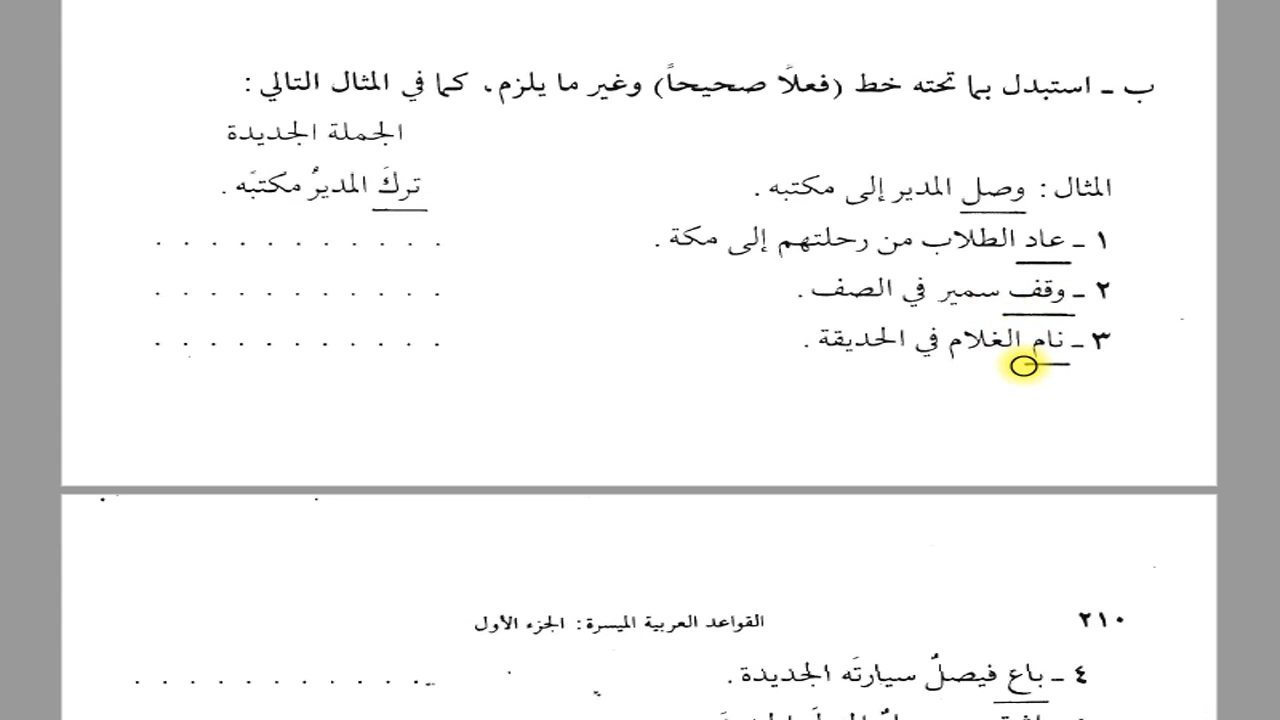 ب ـ استبدل بما تحته خط (فعلًا صحيحاً) وغير ما يلزم، كما في المثال التالي :
الجملة الجديدة
المثال : وصل المدير إلى مكتبه . تركَ المديرُ مكتبَه .
١ ـ عاد الطلاب من رحلتهم إلى مكة . . . . . . . . . . . .
٢ ـ وقف سمير في الصف . . . . . . . . . . . .
٣ ـ نام الغلام في الحديقة . . . . . . . . . . . .
٢١٠ القواعد العربية الميسرة : الجزء الأول
٤ ـ باع فيصلٌ سيارتَه الجديدة . . . . . . . . . . . .